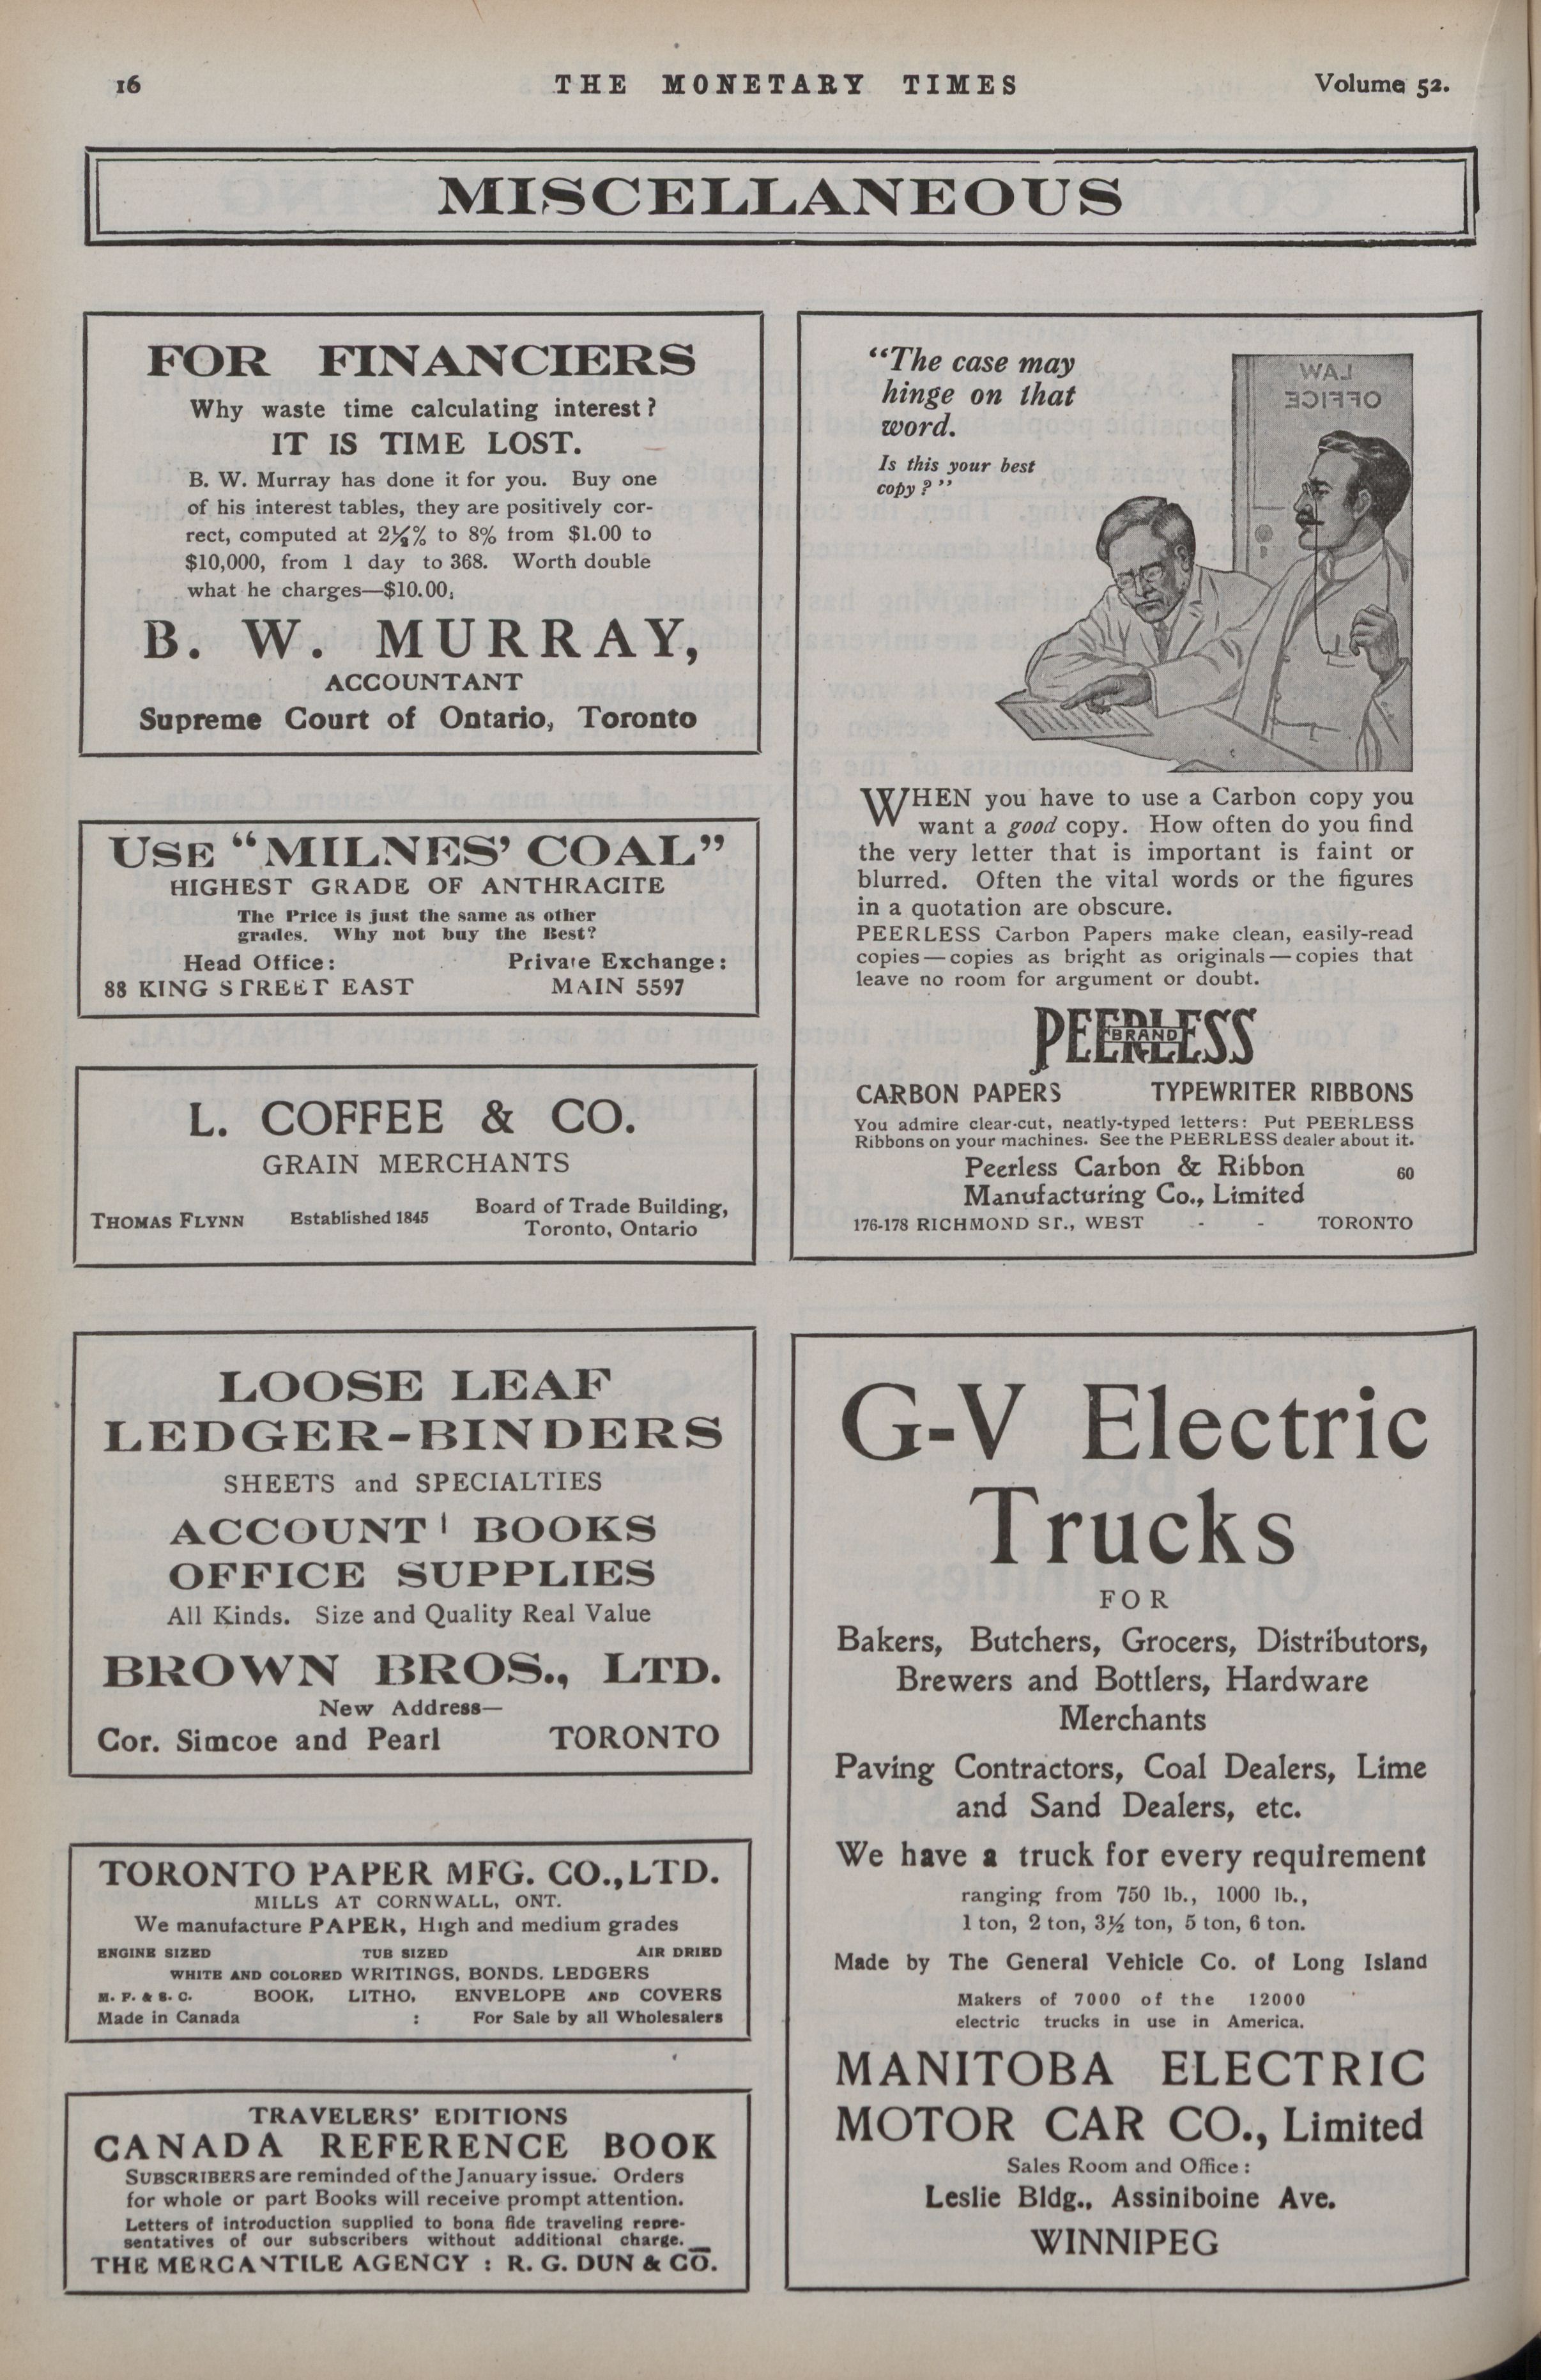 16
THE MONETARY TIMES
Volume 52.
MISCELLANEOUS
FOR FINANCIERS
Why waste time calculating interest?
IT IS TIME LOST.
B. W. Murray has done it for you. Buy one
of his interest tables, they are positively cor-
rect, computed at 2½% to 8% from $1.00 to
$10,000, from 1 day to 368. Worth double
what he charges—$10.00,
B. W. MURRAY,
ACCOUNTANT
Supreme Court of Ontario, Toronto
USE "MILNES' COAL"
HIGHEST GRADE OF ANTHRACITE
The Price is just the same as other
grades. Why not buy the Best?
Head Office: Private Exchange:
88 KING STREET EAST MAIN 5597
L. COFFEE & CO.
GRAIN MERCHANTS
THOMAS FLYNN Established 1845 Board of Trade Building,
Toronto, Ontario
LOOSE LEAF
LEDGER-BINDERS
SHEETS and SPECIALTIES
ACCOUNT BOOKS
OFFICE SUPPLIES
All Kinds. Size and Quality Real Value
BROWN BROS., LTD.
New Address—
Cor. Simcoe and Pearl TORONTO
TORONTO PAPER MFG. CO., LTD.
MILLS AT CORNWALL, ONT.
We manufacture PAPER, High and medium grades
ENGINE SIZED TUB SIZED AIR DRIED
WHITE AND COLORED WRITINGS, BONDS. LEDGERS
M. F. & S. C. BOOK, LITHO, ENVELOPE AND COVERS
Made in Canada : For Sale by all Wholesalers
TRAVELERS' EDITIONS
CANADA REFERENCE BOOK
SUBSCRIBERS are reminded of the January issue. Orders
for whole or part Books will receive prompt attention.
Letters of introduction supplied to bona fide traveling repre-
sentatives of our subscribers without additional charge.
THE MERCANTILE AGENCY : R. G. DUN & CO.
"The case may
hinge on that
word.
Is this your best
copy?"
LAW
OFFICE
WHEN you have to use a Carbon copy you
want a good copy. How often do you find
the very letter that is important is faint or
blurred. Often the vital words or the figures
in a quotation are obscure.
PEERLESS Carbon Papers make clean, easily-read
copies—copies as bright as originals—copies that
leave no room for argument or doubt.
PEERLESS
BRAND
CARBON PAPERS TYPEWRITER RIBBONS
You admire clear-cut, neatly-typed letters: Put PEERLESS
Ribbons on your machines. See the PEERLESS dealer about it.
Peerless Carbon & Ribbon 60
Manufacturing Co., Limited
176-178 RICHMOND ST., WEST - - TORONTO
G-V Electric
Trucks
FOR
Bakers, Butchers, Grocers, Distributors,
Brewers and Bottlers, Hardware
Merchants
Paving Contractors, Coal Dealers, Lime
and Sand Dealers, etc.
We have a truck for every requirement
ranging from 750 lb., 1000 lb.,
1 ton, 2 ton, 3½ ton, 5 ton, 6 ton.
Made by The General Vehicle Co. of Long Island
Makers of 7000 of the 12000
electric trucks in use in America.
MANITOBA ELECTRIC
MOTOR CAR CO., Limited
Sales Room and Office:
Leslie Bldg., Assiniboine Ave.
WINNIPEG